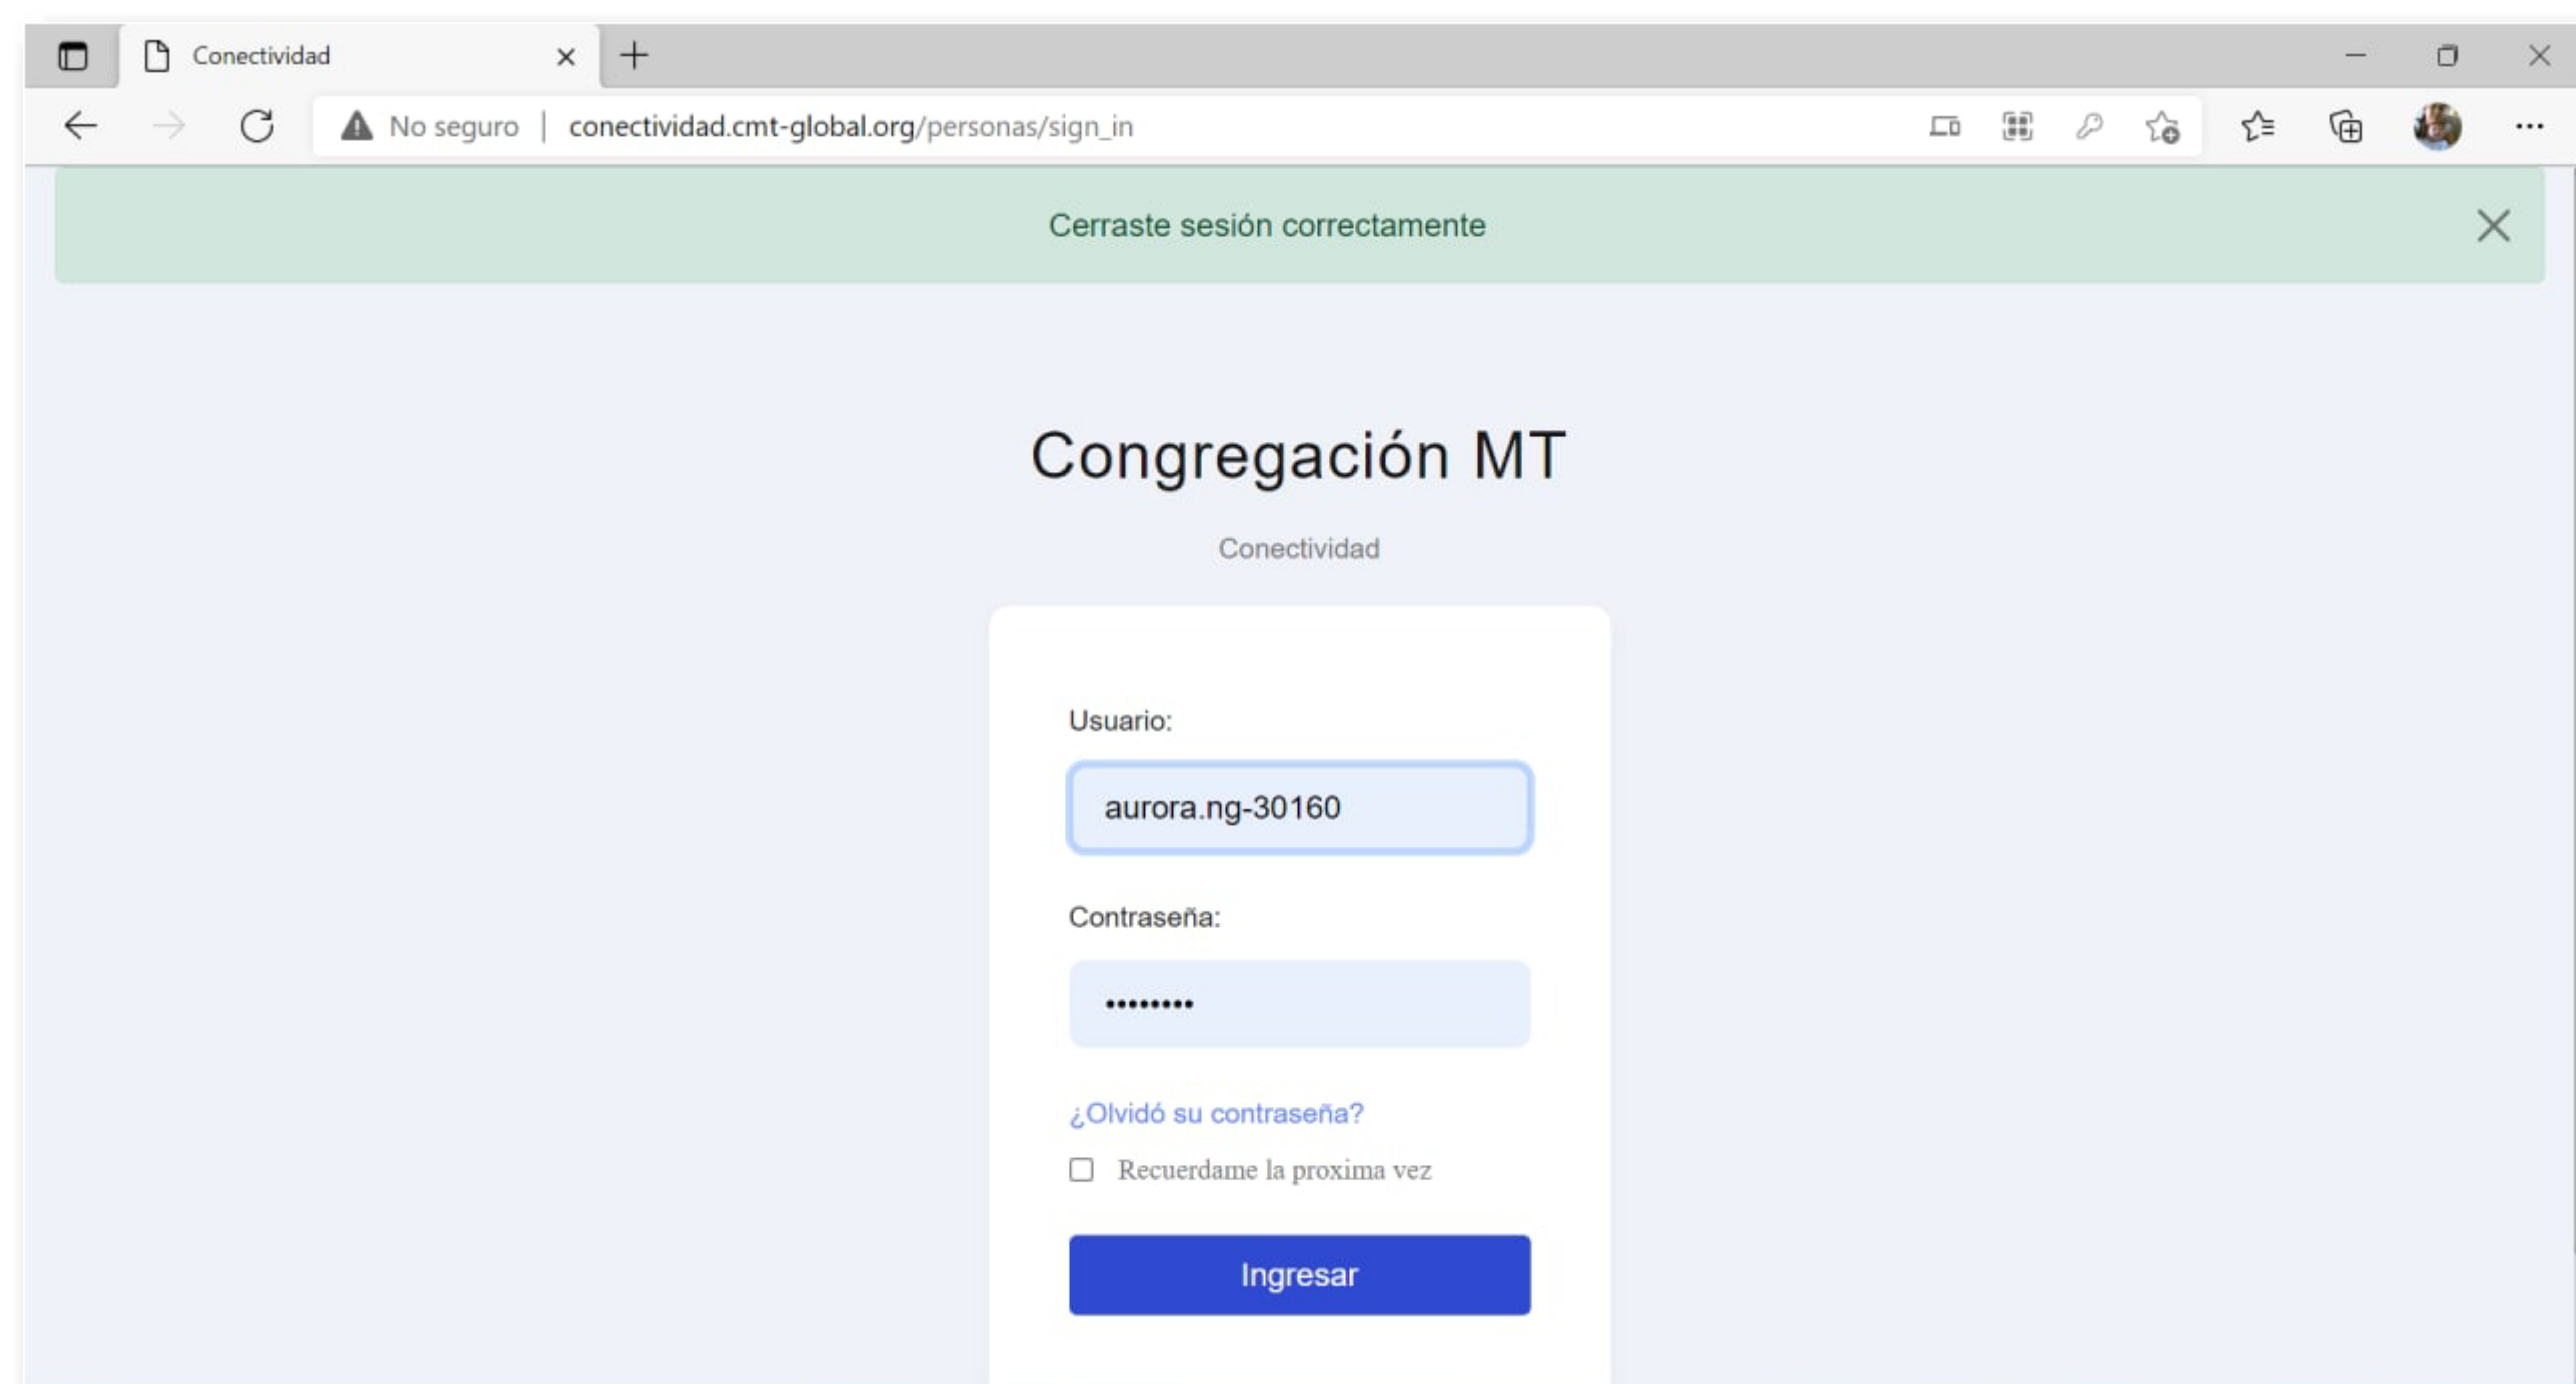 Conectividad
No seguro | conectividad.cmt-global.org/personas/sign_in
Cerraste sesión correctamente
Congregación MT
Conectividad
Usuario:
aurora.ng-30160
Contraseña:
••••••••
¿Olvidó su contraseña?
Recuerdame la proxima vez
Ingresar